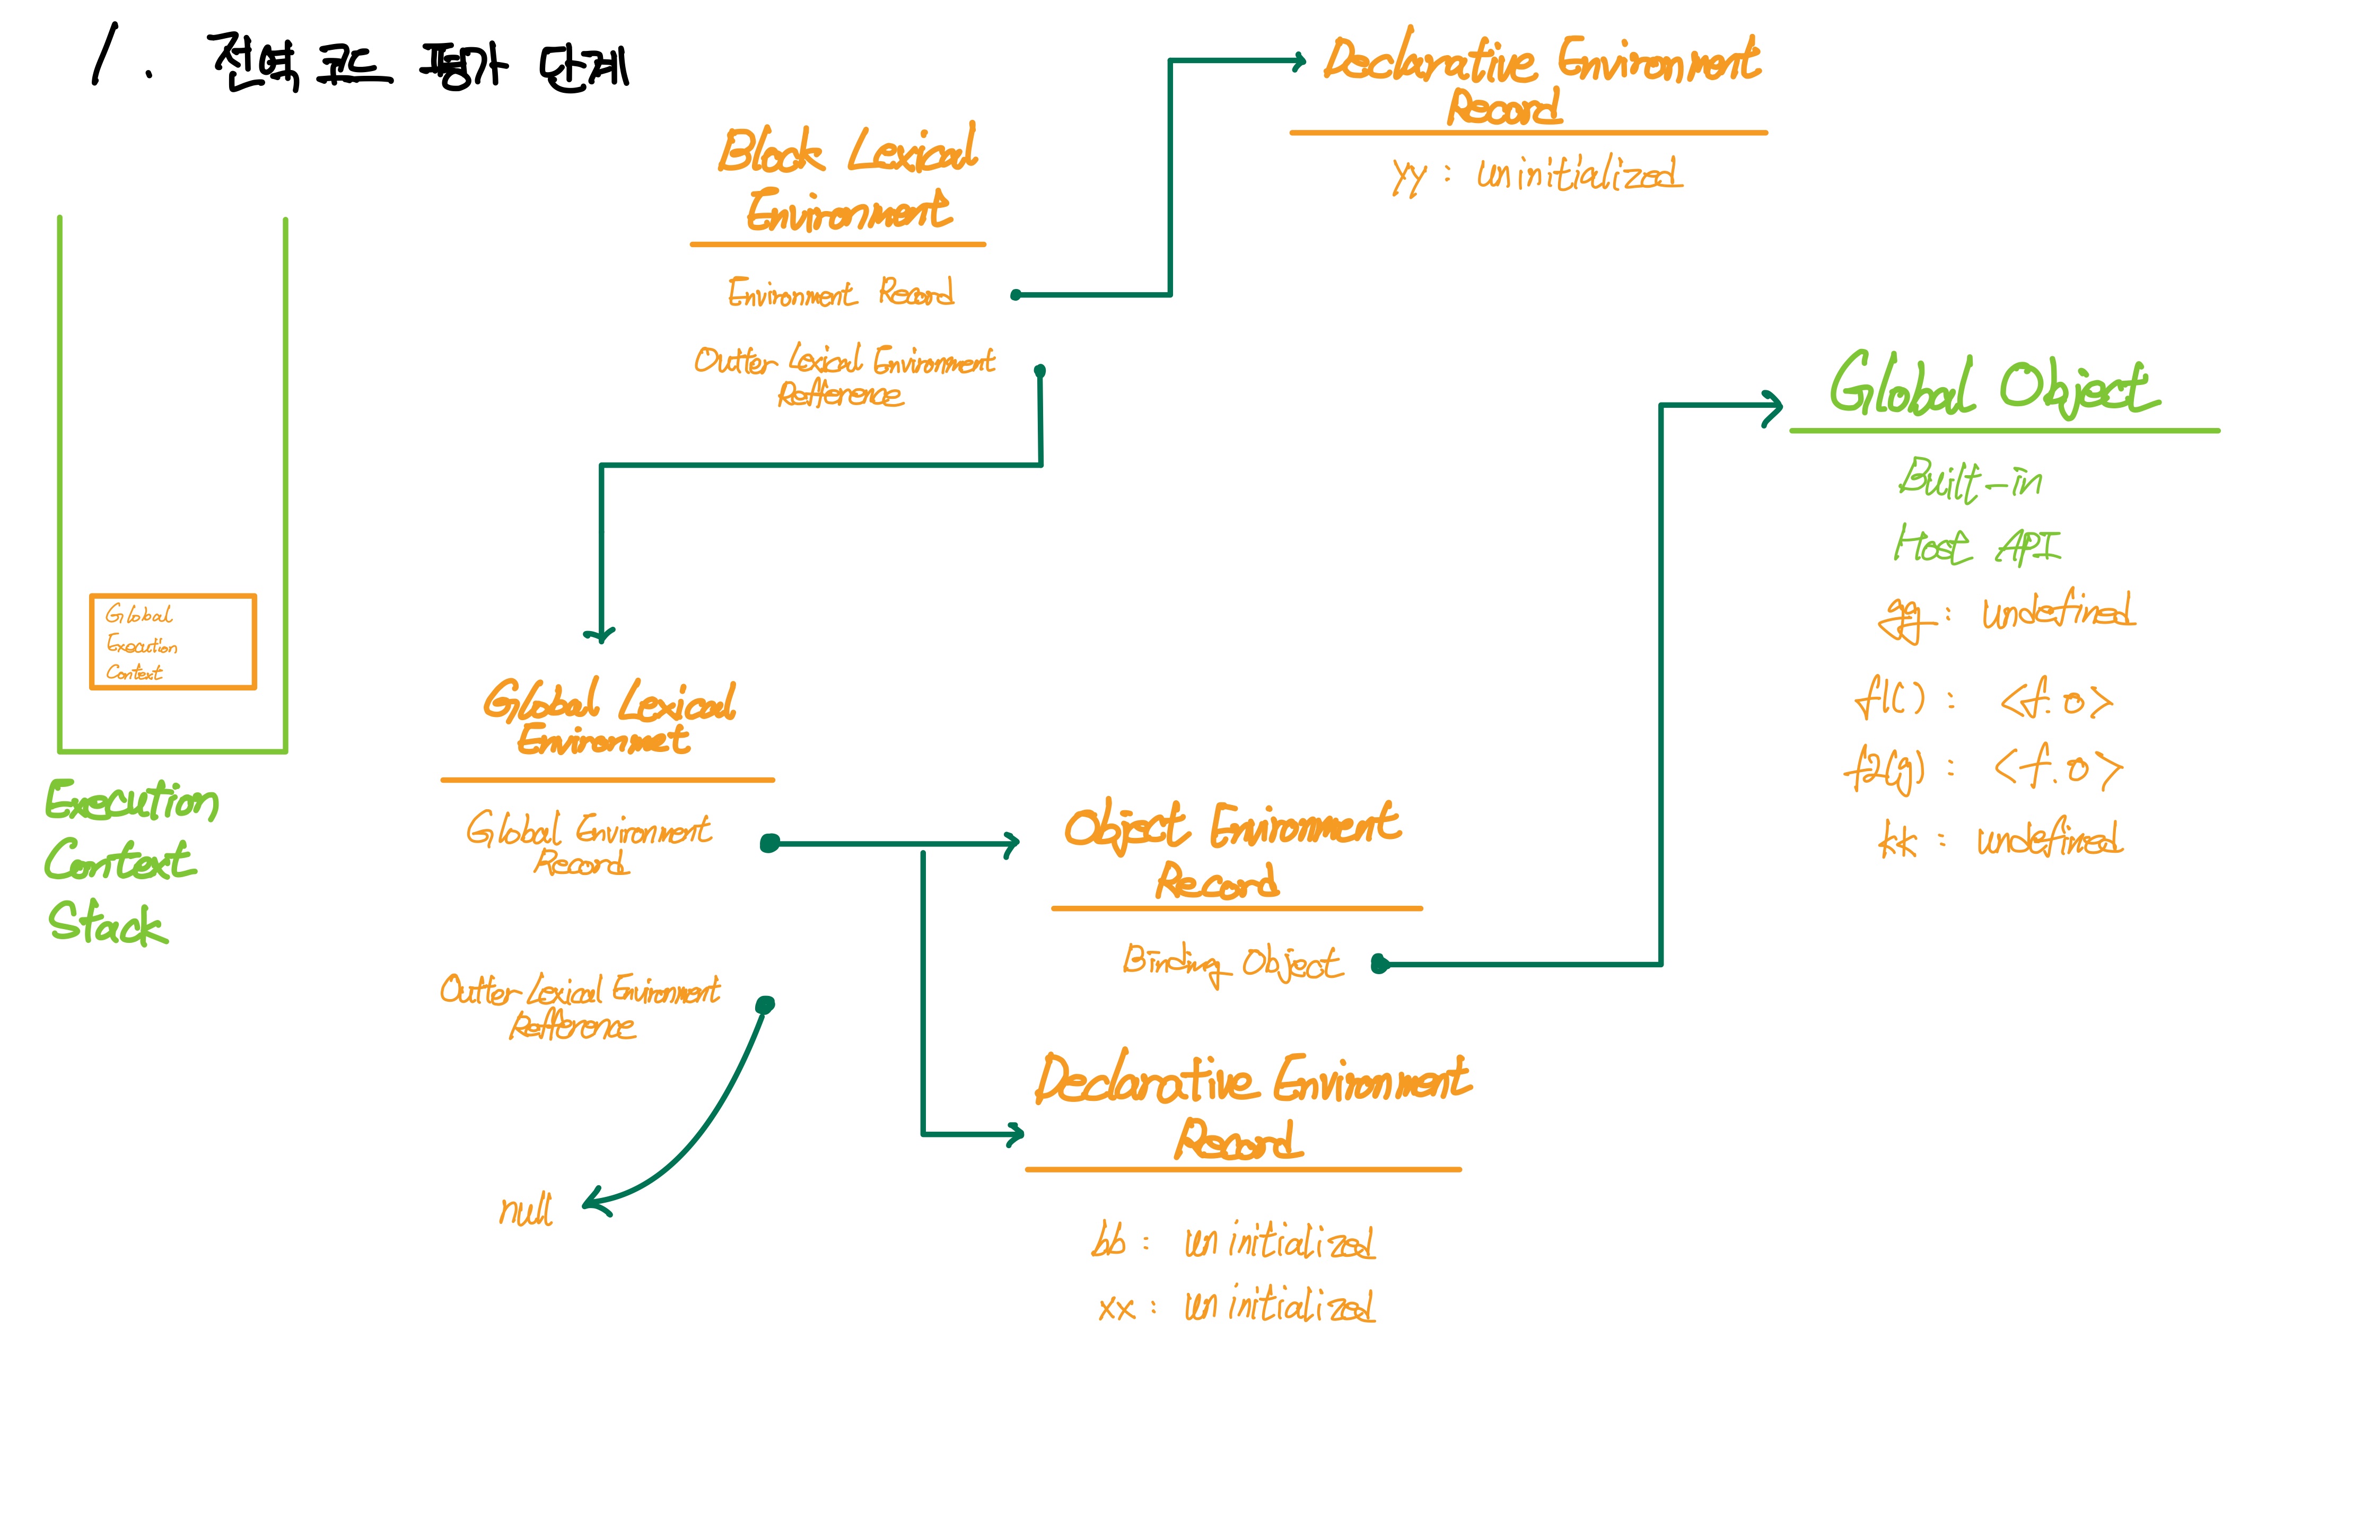 1. 전역 코드 평가 단계
Declarative Environment
Record
xy : uninitialized
Block Lexical
Environment
Environment Record
Outter Lexical Environment
Refference
Global Object
Built-in
Host API
gg : undefined
f1() : <f.o>
f2(g) : <f.o>
kk : undefined
Global
Execution
Context
Execution
Context
Stack
Global Lexical
Environmet
Global Environment
Record
Outter Lexical Environment
Refference
null
Object Environment
Record
Binding Object
Declarative Environment
Record
bb : uninitialized
xx : uninitialized